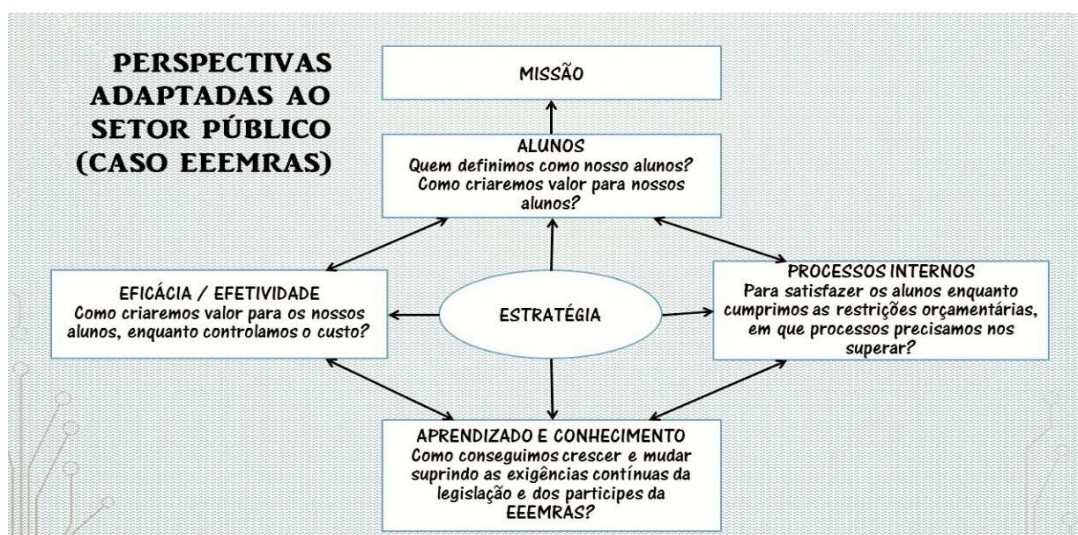 PERSPECTIVAS
ADAPTADAS AO
SETOR PÚBLICO
(CASO EEEMRAS)
MISSÃO
ALUNOS
Quem definimos como nosso alunos?
Como criaremos valor para nossos
alunos?
EFICÁCIA / EFETIVIDADE
Como criaremos valor para os nossos
alunos, enquanto controlamos o custo?
ESTRATÉGIA
PROCESSOS INTERNOS
Para satisfazer os alunos enquanto
cumprimos as restrições orçamentárias,
em que processos precisamos nos
superar?
APRENDIZADO E CONHECIMENTO
Como conseguimos crescer e mudar
suprindo as exigências contínuas da
legislação e dos participes da
EEEMRAS?